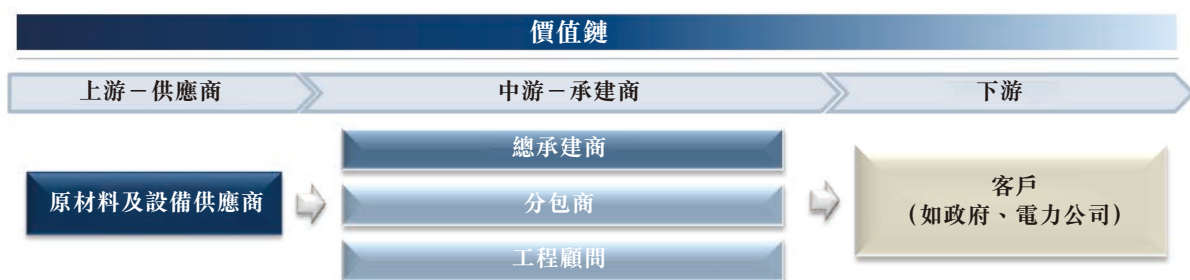 價值鏈
上游－供應商
中游－承建商
下游
原材料及設備供應商
總承建商
分包商
工程顧問
客戶
（如政府、電力公司）